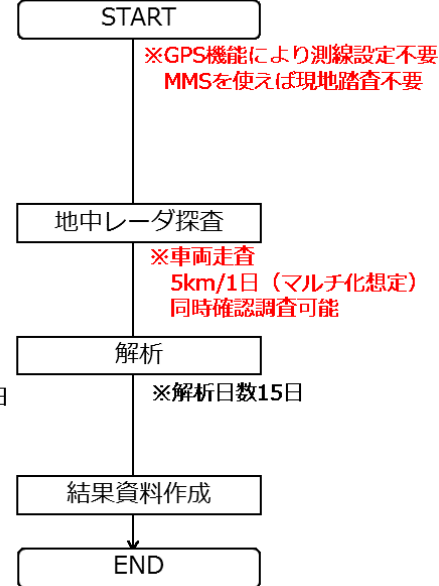 START
※GPS機能により測線設定不要
MMSを使えば現地踏査不要
地中レーダ探査
※車両走査
5km/1日（マルチ化想定）
同時確認調査可能
解析
日
※解析日数15日
結果資料作成
END